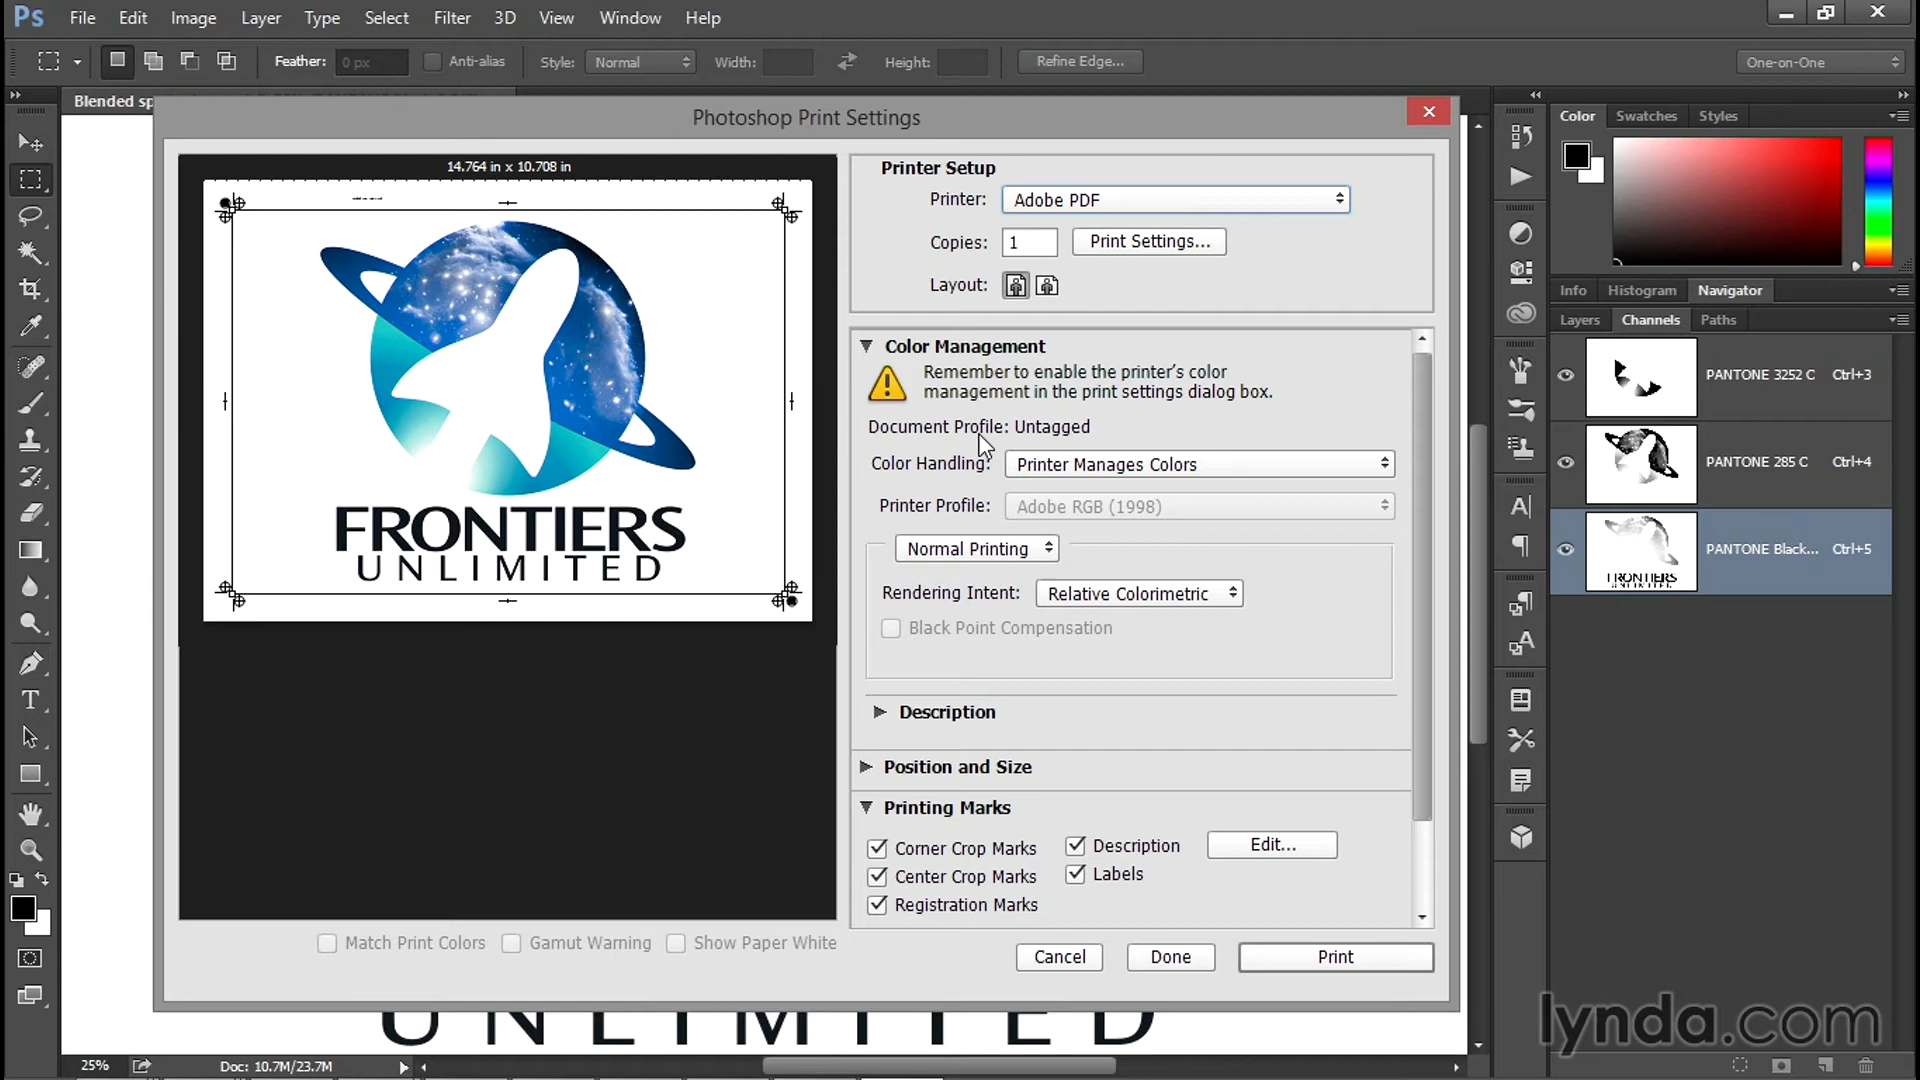 Ps File Edit Image Layer Type Select Filter 3D View Window Help
Feather: 0 px Anti-alias Style: Normal Width: Height: Refine Edge... One-on-One
Blended sp
Photoshop Print Settings
14.764 in x 10.708 in
FRONTIERS
UNLIMITED
Printer Setup
Printer: Adobe PDF
Copies: 1 Print Settings...
Layout:
Color Management
Remember to enable the printer's color
management in the print settings dialog box.
Document Profile: Untagged
Color Handling: Printer Manages Colors
Printer Profile: Adobe RGB (1998)
Normal Printing
Rendering Intent: Relative Colorimetric
Black Point Compensation
Description
Position and Size
Printing Marks
Corner Crop Marks Description Edit...
Center Crop Marks Labels
Registration Marks
Match Print Colors Gamut Warning Show Paper White
Cancel Done Print
Color Swatches Styles
Info Histogram Navigator
Layers Channels Paths
PANTONE 3252 C Ctrl+3
PANTONE 285 C Ctrl+4
PANTONE Black... Ctrl+5
FRONTIERS
UNLIMITED
UNLIMITED
25% Doc: 10.7M/23.7M
lynda.com